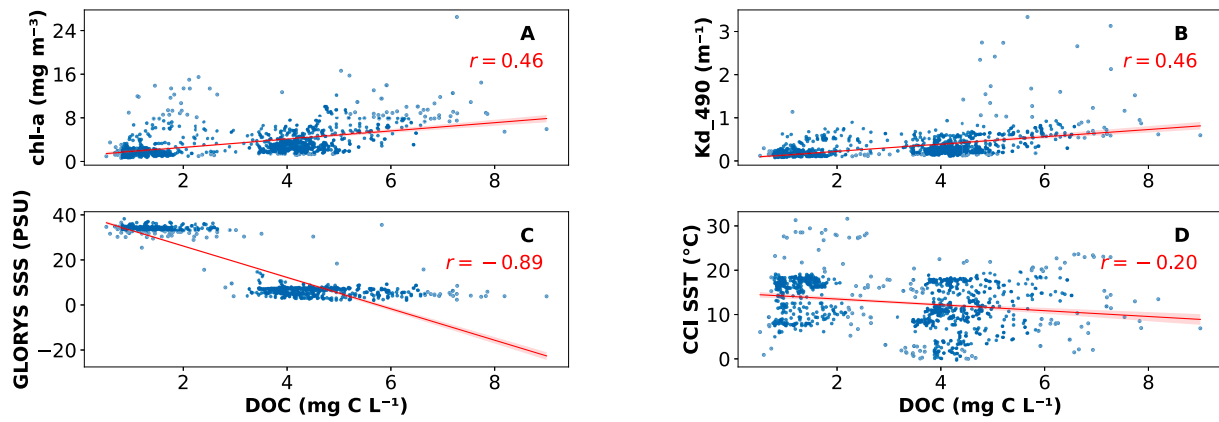 A
r = 0.46
chl-a (mg m⁻³)
24
16
8
0
2
4
6
8
B
r = 0.46
Kd_490 (m⁻¹)
3
2
1
0
2
4
6
8
C
r = −0.89
GLORYS SSS (PSU)
40
20
0
−20
2
4
6
8
DOC (mg C L⁻¹)
D
r = −0.20
CCI SST (°C)
30
20
10
0
2
4
6
8
DOC (mg C L⁻¹)